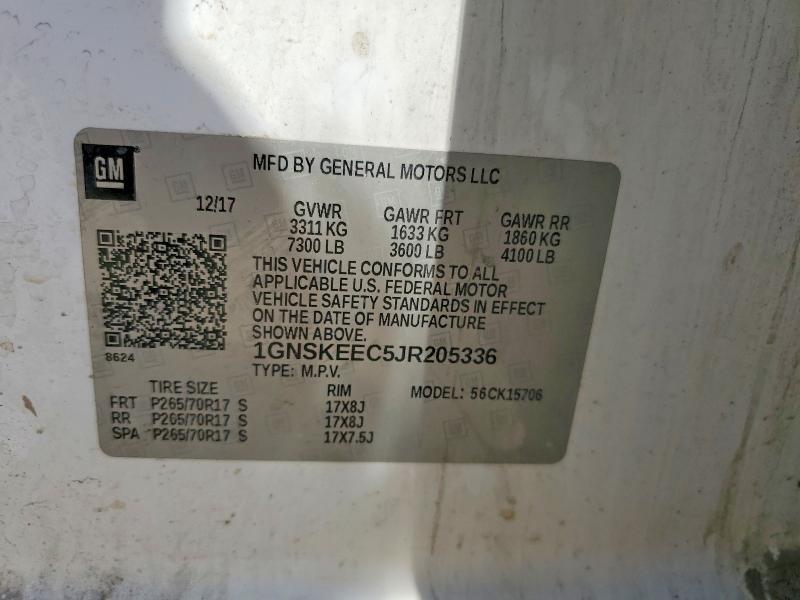 GM
MFD BY GENERAL MOTORS LLC
12/17
GVWR GAWR FRT GAWR RR
3311 KG 1633 KG 1860 KG
7300 LB 3600 LB 4100 LB
THIS VEHICLE CONFORMS TO ALL
APPLICABLE U.S. FEDERAL MOTOR
VEHICLE SAFETY STANDARDS IN EFFECT
ON THE DATE OF MANUFACTURE
SHOWN ABOVE.
8624
1GNSKEEC5JR205336
TYPE: M.P.V.
TIRE SIZE RIM MODEL: 56CK15706
FRT P265/70R17 S 17X8J
RR P265/70R17 S 17X8J
SPA P265/70R17 S 17X7.5J